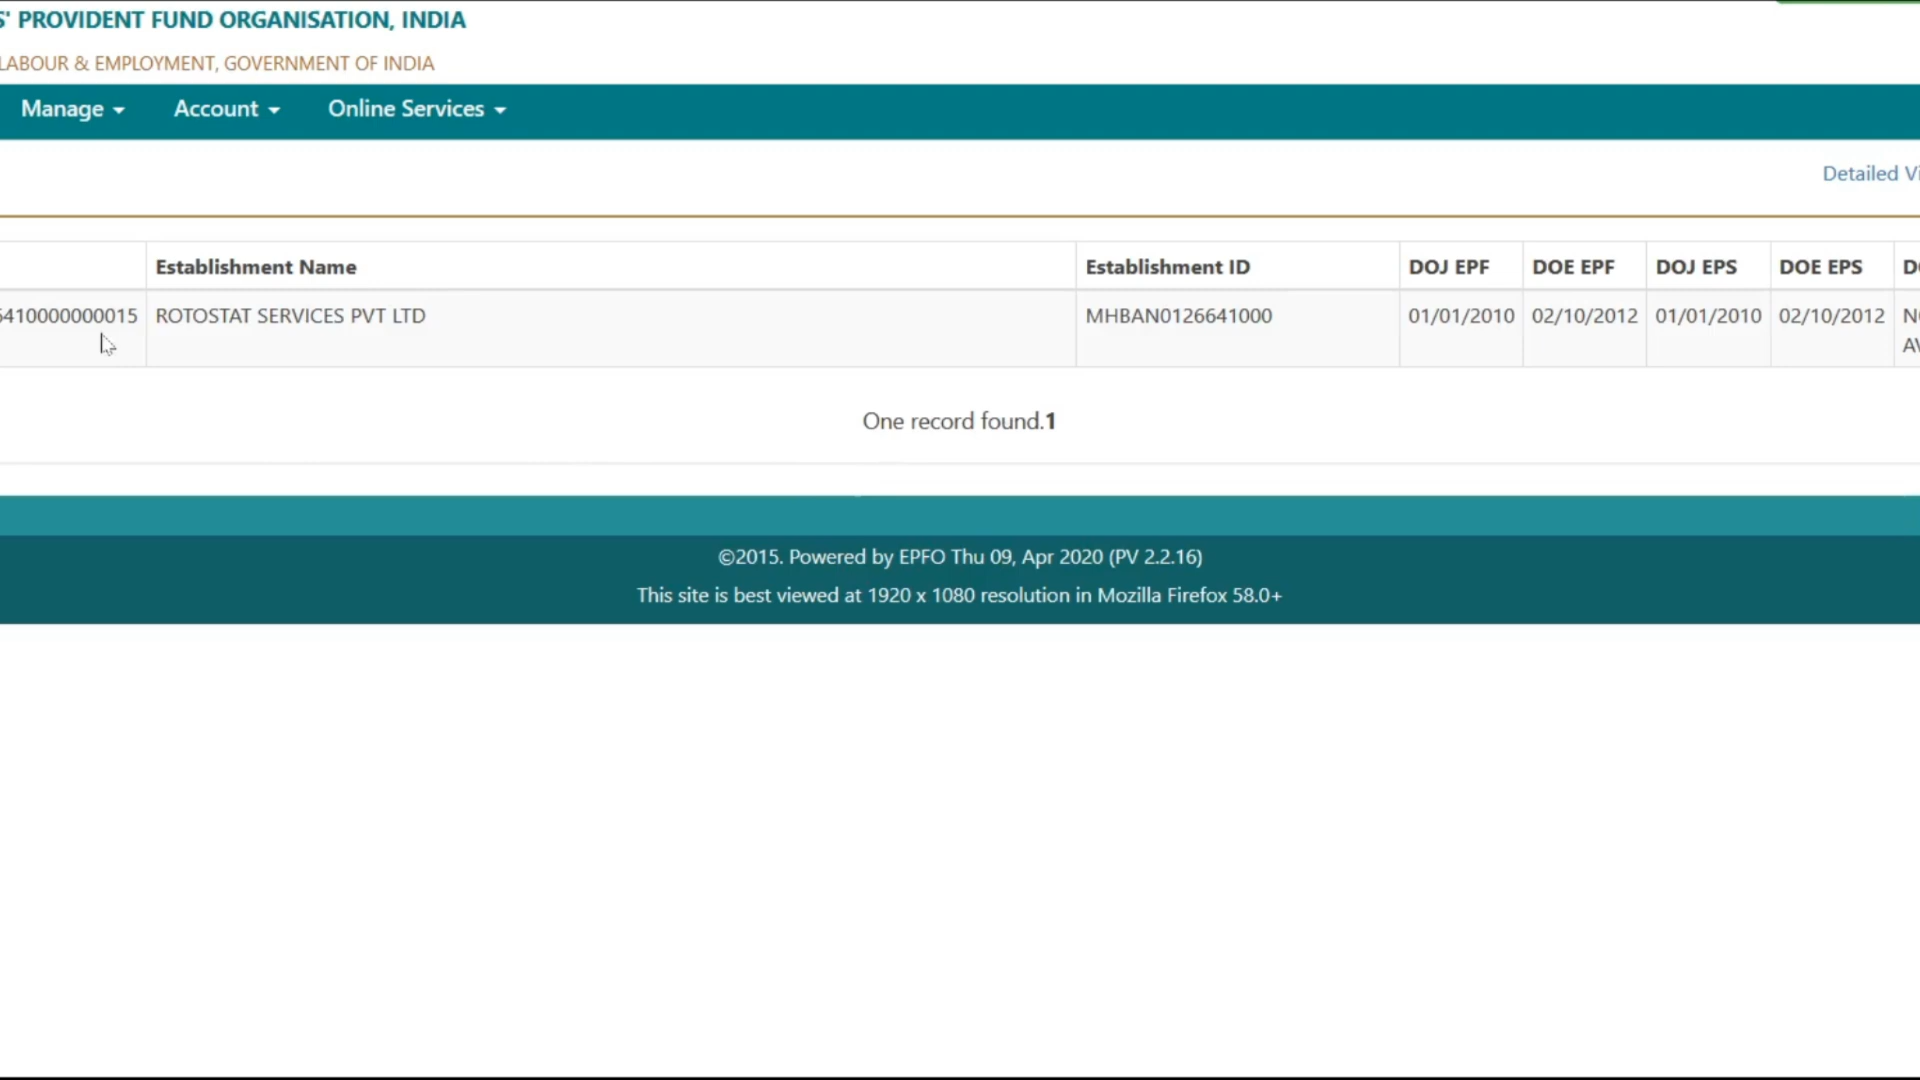 S' PROVIDENT FUND ORGANISATION, INDIA
LABOUR & EMPLOYMENT, GOVERNMENT OF INDIA
Manage Account Online Services
Detailed Vi
Establishment Name Establishment ID DOJ EPF DOE EPF DOJ EPS DOE EPS
6410000000015 ROTOSTAT SERVICES PVT LTD MHBAN0126641000 01/01/2010 02/10/2012 01/01/2010 02/10/2012
One record found.1
©2015. Powered by EPFO Thu 09, Apr 2020 (PV 2.2.16)
This site is best viewed at 1920 x 1080 resolution in Mozilla Firefox 58.0+